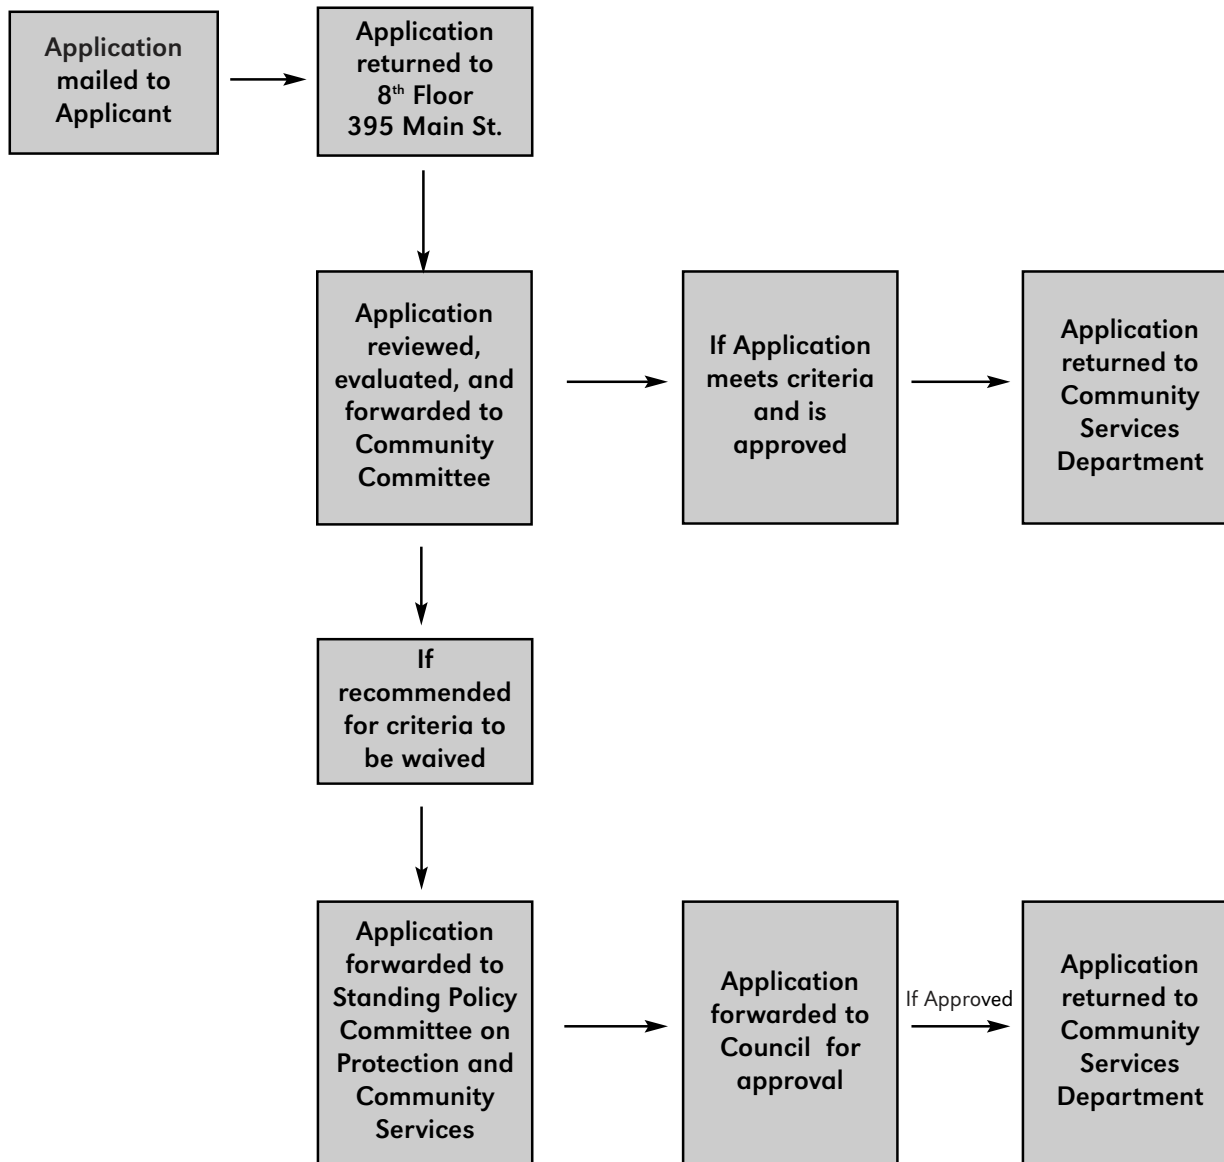 Application
mailed to
Applicant
Application
returned to
8th Floor
395 Main St.
Application
reviewed,
evaluated, and
forwarded to
Community
Committee
If Application
meets criteria
and is
approved
Application
returned to
Community
Services
Department
If
recommended
for criteria to
be waived
Application
forwarded to
Standing Policy
Committee on
Protection and
Community
Services
Application
forwarded to
Council for
approval
If Approved
Application
returned to
Community
Services
Department